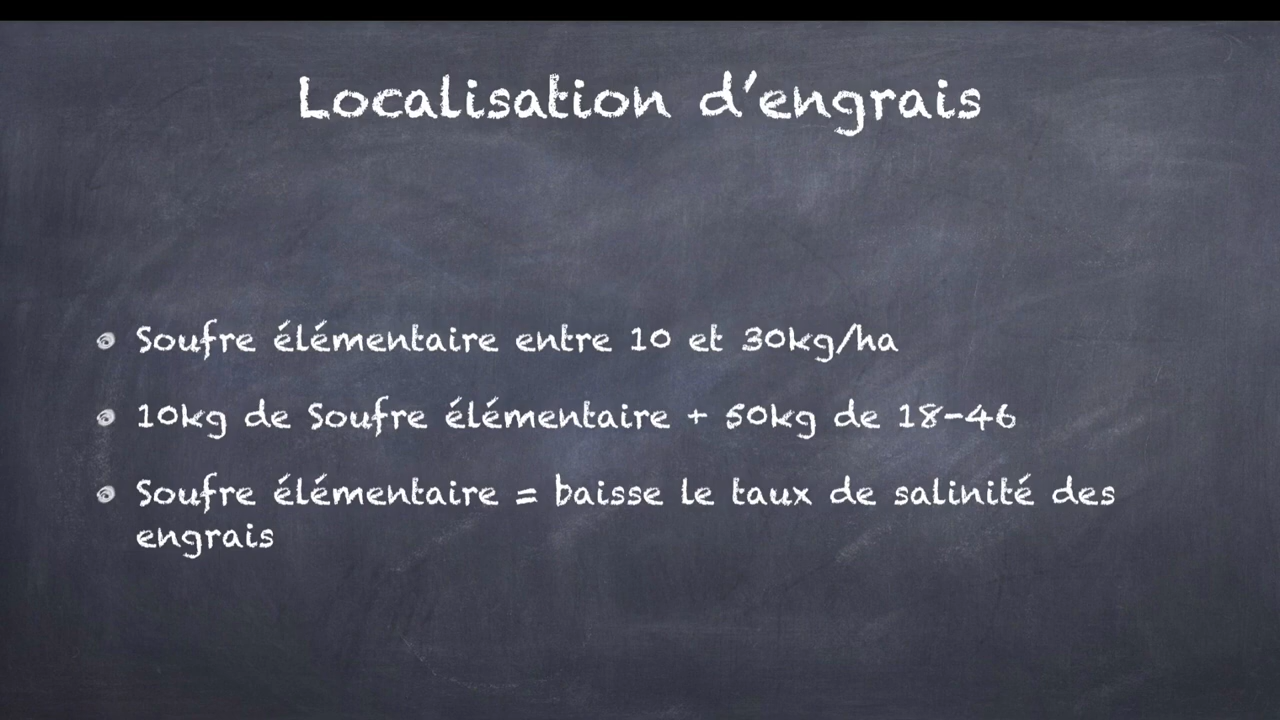 Localisation d'engrais
Soufre élémentaire entre 10 et 30kg/ha
10kg de Soufre élémentaire + 50kg de 18-46
Soufre élémentaire = baisse le taux de salinité des
engrais